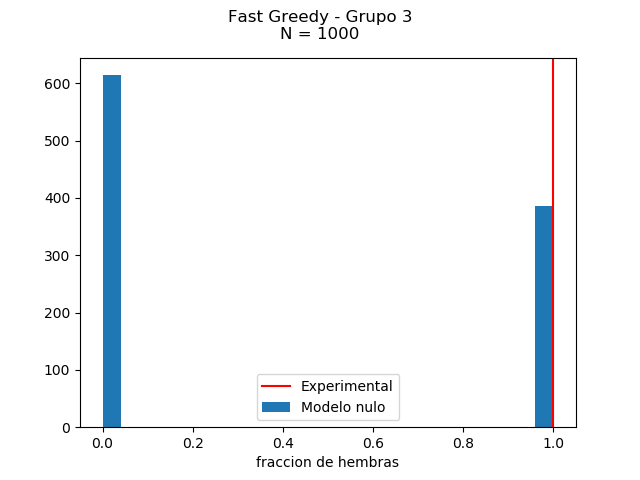 Fast Greedy - Grupo 3
N = 1000
600
500
400
300
200
100
0
0.0 0.2 0.4 0.6 0.8 1.0
Experimental
Modelo nulo
fraccion de hembras